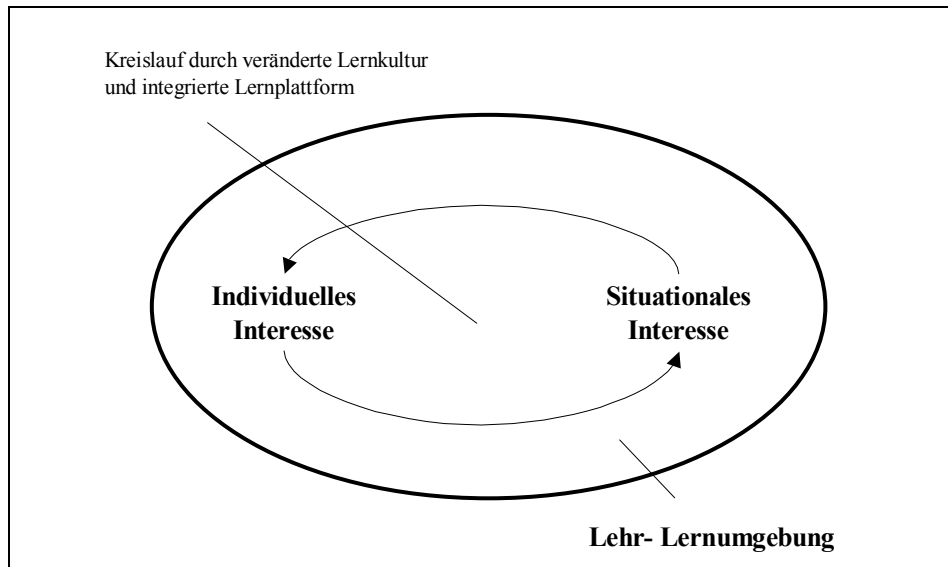 Kreislauf durch veränderte Lernkultur
und integrierte Lernplattform
Individuelles
Interesse
Situationales
Interesse
Lehr- Lernumgebung